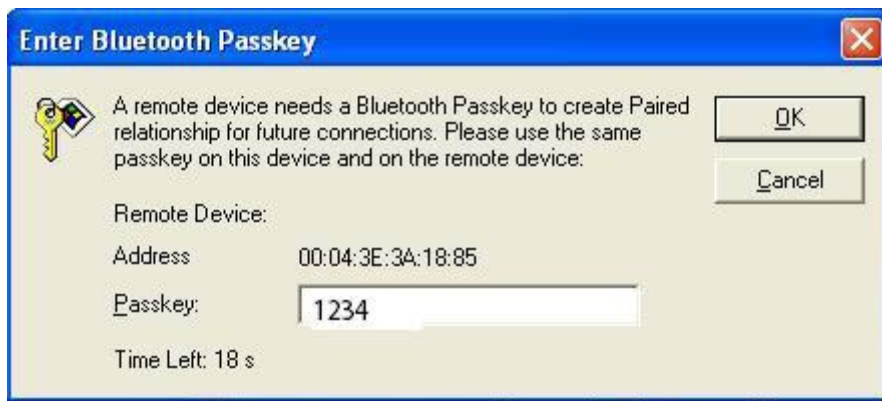 Enter Bluetooth Passkey
A remote device needs a Bluetooth Passkey to create Paired
relationship for future connections. Please use the same
passkey on this device and on the remote device:
OK
Cancel
Remote Device:
Address 00:04:3E:3A:18:85
Passkey: 1234
Time Left: 18 s